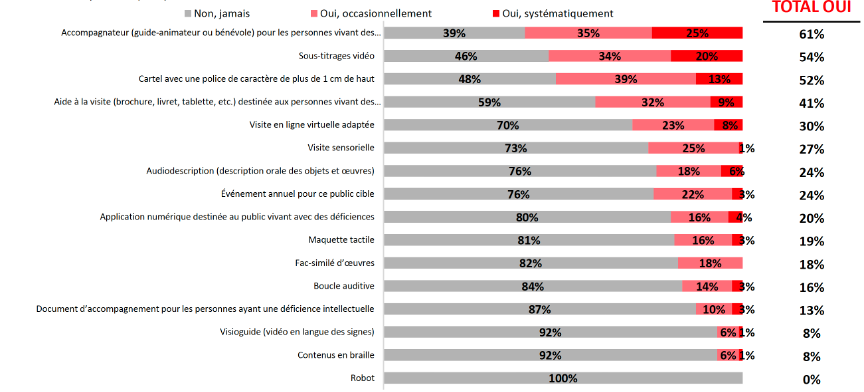 Non, jamais Oui, occasionnellement Oui, systématiquement TOTAL OUI
Accompagnateur (guide-animateur ou bénévole) pour les personnes vivant des... 39% 35% 25% 61%
Sous-titrages vidéo 46% 34% 20% 54%
Cartel avec une police de caractère de plus de 1 cm de haut 48% 39% 13% 52%
Aide à la visite (brochure, livret, tablette, etc.) destinée aux personnes vivant des... 59% 32% 9% 41%
Visite en ligne virtuelle adaptée 70% 23% 8% 30%
Visite sensorielle 73% 25% 1% 27%
Audiodescription (description orale des objets et œuvres) 76% 18% 6% 24%
Événement annuel pour ce public cible 76% 22% 3% 24%
Application numérique destinée au public vivant avec des déficiences 80% 16% 4% 20%
Maquette tactile 81% 16% 3% 19%
Fac-similé d'œuvres 82% 18% 18%
Boucle auditive 84% 14% 3% 16%
Document d'accompagnement pour les personnes ayant une déficience intellectuelle 87% 10% 3% 13%
Visioguide (vidéo en langue des signes) 92% 6% 1% 8%
Contenus en braille 92% 6% 1% 8%
Robot 100% 0%